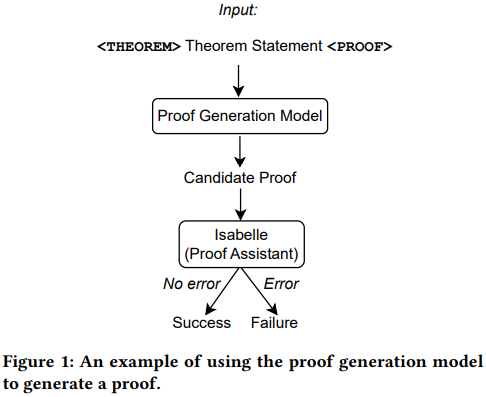 Input:
<THEOREM> Theorem Statement <PROOF>
Proof Generation Model
Candidate Proof
Isabelle
(Proof Assistant)
No error Error
Success Failure
Figure 1: An example of using the proof generation model
to generate a proof.